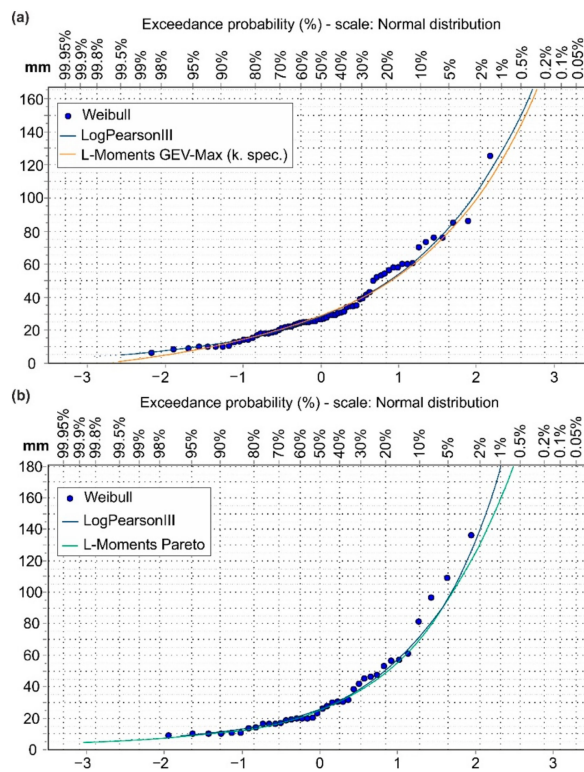 (a)
Exceedance probability (%) - scale: Normal distribution
99.95% 99.9% 99.8% 99.5% 99% 98% 95% 90% 80% 70% 60% 50% 40% 30% 20% 10% 5% 2% 1% 0.5% 0.2% 0.1% 0.05%
mm
160
140
120
100
80
60
40
20
0
Weibull
LogPearsonIII
L-Moments GEV-Max (k. spec.)
−3 −2 −1 0 1 2 3
(b)
Exceedance probability (%) - scale: Normal distribution
99.95% 99.9% 99.8% 99.5% 99% 98% 95% 90% 80% 70% 60% 50% 40% 30% 20% 10% 5% 2% 1% 0.5% 0.2% 0.1% 0.05%
mm
180
160
140
120
100
80
60
40
20
0
Weibull
LogPearsonIII
L-Moments Pareto
−3 −2 −1 0 1 2 3